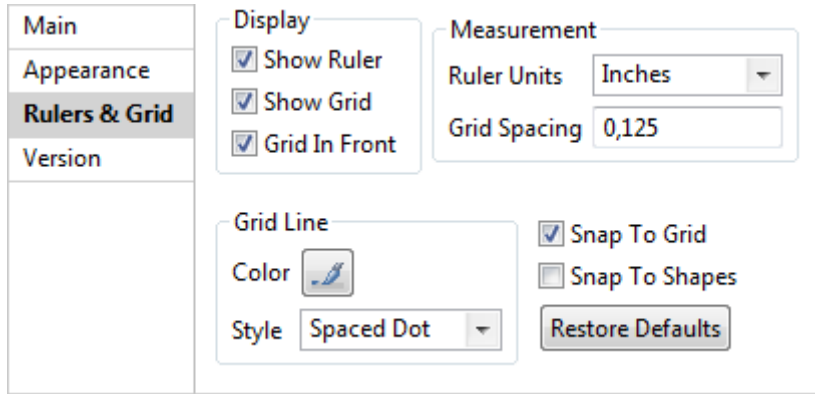 Main
Appearance
Rulers & Grid
Version
Display
Show Ruler
Show Grid
Grid In Front
Measurement
Ruler Units Inches
Grid Spacing 0,125
Grid Line
Color
Style Spaced Dot
Snap To Grid
Snap To Shapes
Restore Defaults